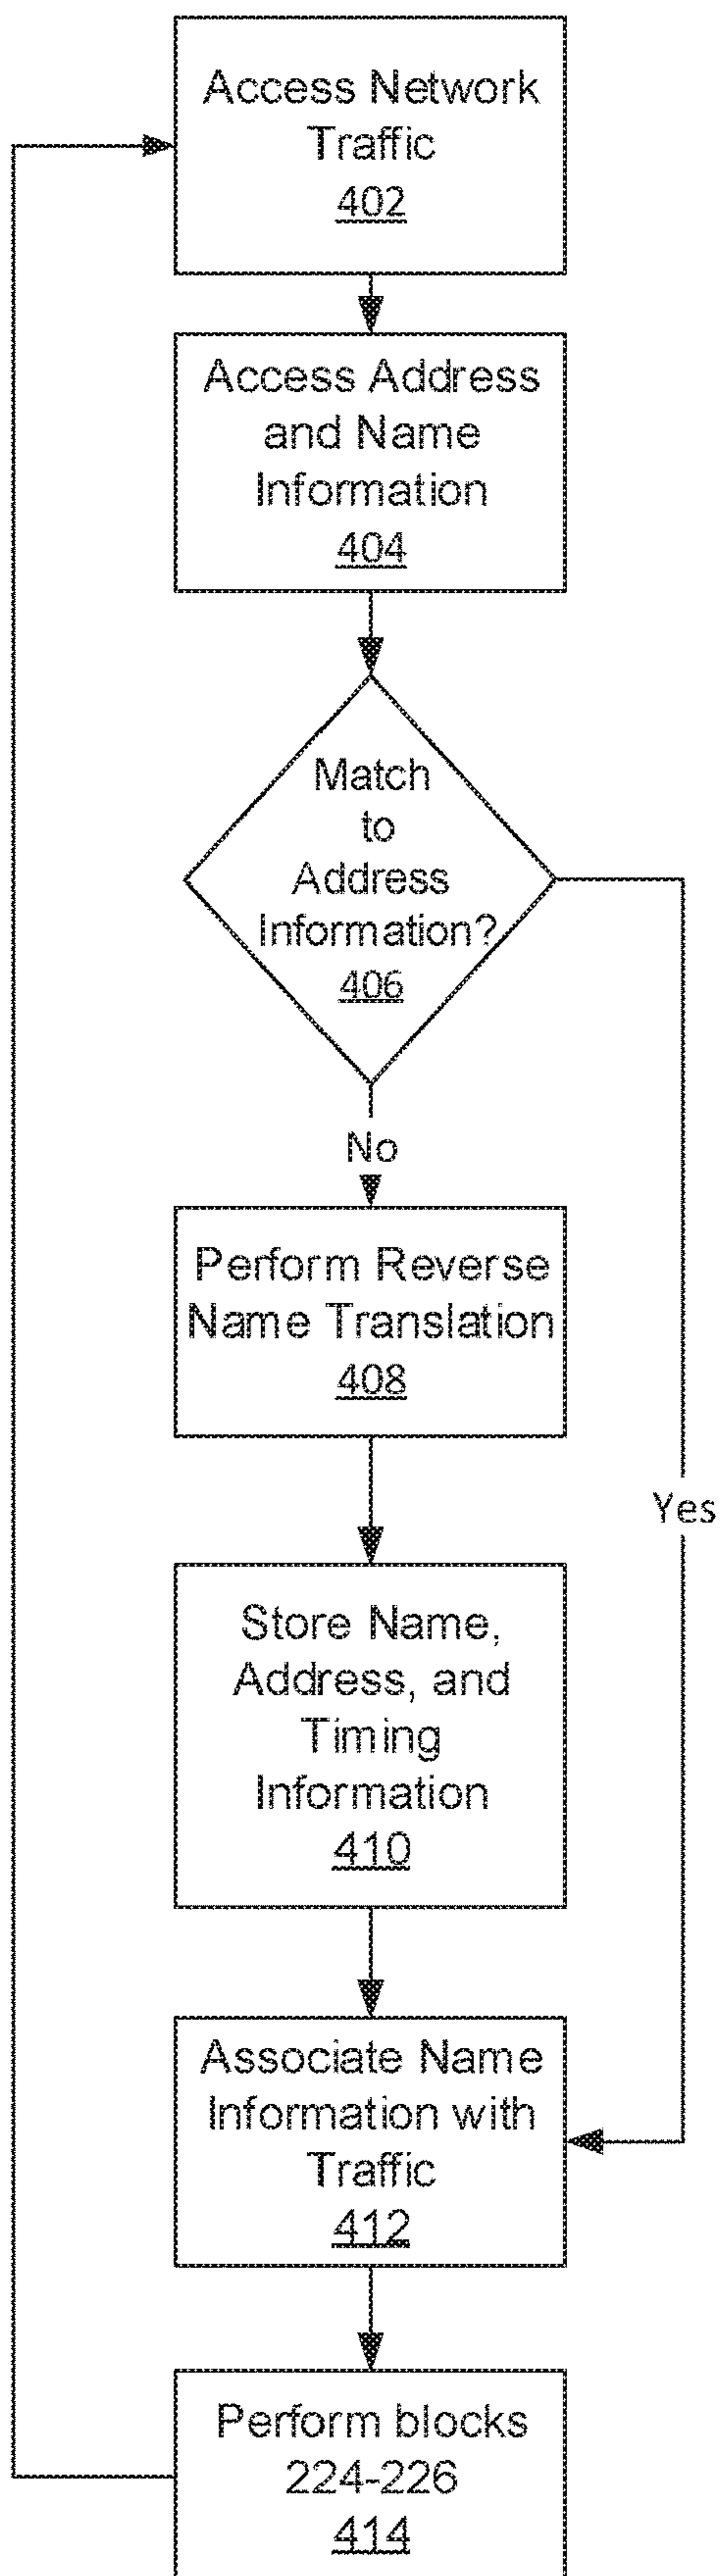 Access Network
Traffic
402
Access Address
and Name
Information
404
Match
to
Address
Information?
406
No
Perform Reverse
Name Translation
408
Yes
Store Name,
Address, and
Timing
Information
410
Associate Name
Information with
Traffic
412
Perform blocks
224-226
414